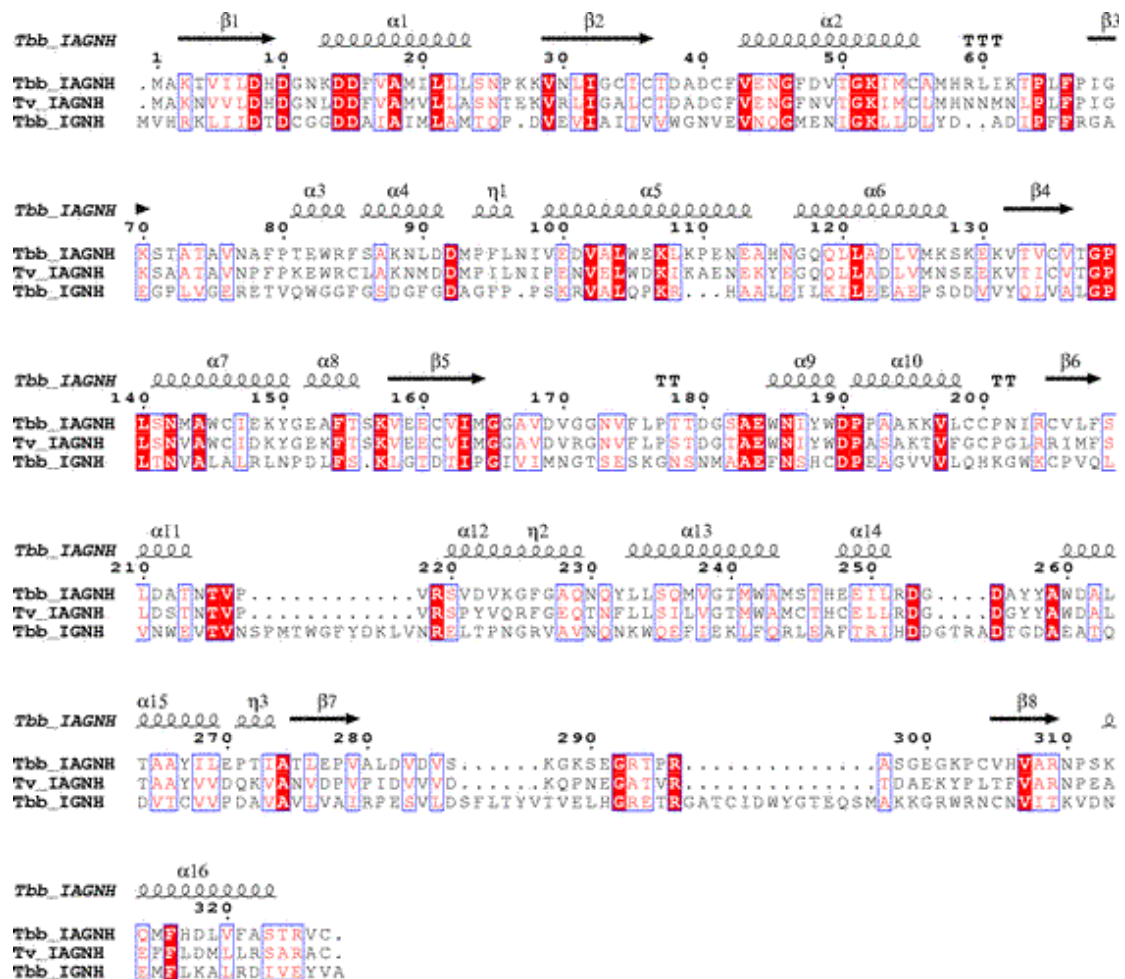 Tbb_IAGNH β1 α1 β2 α2 TTT β3
1 10 20 30 40 50 60
Tbb_IAGNH .MAKTVILDHDGNKDDFVAMILLLSNPKKVNLIGCICTDADCFVENGFDVTGKIMCAMHRLIKTPLFPIG
Tv_IAGNH .MAKNVVLDHDGNLDDFVAMVLLASNTEKVRLIGALCTDADCFVENGFNVTGKIMCLMHNNMNLPLFPIG
Tbb_IGNH MVHRKLIIDTDCGGDDAIAIMLAMTQP.DVEVIAITVVWGNVEVNQGMENIGKLLDLYD..ADIPFFRGA
Tbb_IAGNH α3 α4 η1 α5 α6 β4
70 80 90 100 110 120 130
Tbb_IAGNH KSTATAVNAFPTEWRFSAKNLDDMPFLNIVEDVALWEKLKPENEAHNGQQLLADLVMKSKEKVTVCVTGP
Tv_IAGNH KSAATAVNPFPKEWRCLAKNMDDMPILNIPENVELWDKIKAENEKYEGQQLLADLVMNSEEKVTICVTGP
Tbb_IGNH EGPLVGERETVQWGGFGSDGFGDAGFP.PSKRVALQPKR...HAALEILKILEEAEPSDDVVYQLVALGP
Tbb_IAGNH α7 α8 β5 TT α9 α10 TT β6
140 150 160 170 180 190 200
Tbb_IAGNH LSNMAWCIEKYGEAFTSKVEECVIMGGAVDVGGNVFLPTTDGSAEWNIYWDPPAAKKVLCCPNIRCVLFS
Tv_IAGNH LCNVAWCIDKYGEKFTSKVEECVIMGGAVDVRGNVFLPSTDGTAEWNIYWDPASAKTVFGCPGLRRIMFS
Tbb_IGNH LTNVALALRLNPDLFS.KLGTDTIPGIVIMNGTSESKGNSNMAAEFNSHCDPEAGVVVLQHKGWKCPVQL
Tbb_IAGNH α11 α12 η2 α13 α14
210 220 230 240 250 260
Tbb_IAGNH LDATNTVP.............VRSVDVKGFGAQNQYLLSQMVGTMWAMSTHEEILRDG....DAYYAWDAL
Tv_IAGNH LDSTNTVP.............VRSPYVQRFGEQTNFLLSILVGTMWAMCTHCELLRDG....DGYYAWDAL
Tbb_IGNH VNWEVTVNSPMTWGFYDKLVNRELTPNGRVAVNQNKWQEFIEKLFQRLEAFTRIHDDGTRADTGDAEATQ
Tbb_IAGNH α15 η3 β7 β8
270 280 290 300 310
Tbb_IAGNH TAAYILEPTIATLEPVALDVDVS......KGKSEGRTPR..............ASGEGKPCVHVARNPSK
Tv_IAGNH TAAYVVDQKVANVDPVPIDVVVD......KQPNEGATVR..............TDAEKYPLTFVARNPEA
Tbb_IGNH DVTCVVPDAVAVLVAIRPESVLDSFLTYVTVELHGRETRGATCIDWYGTEQSMAKKGRWRNCNVITKVDN
Tbb_IAGNH α16
320
Tbb_IAGNH QMFHDLVFASTRVC.
Tv_IAGNH EFFLDMLLRSARAC.
Tbb_IGNH EMFLKALRDIVEYVA